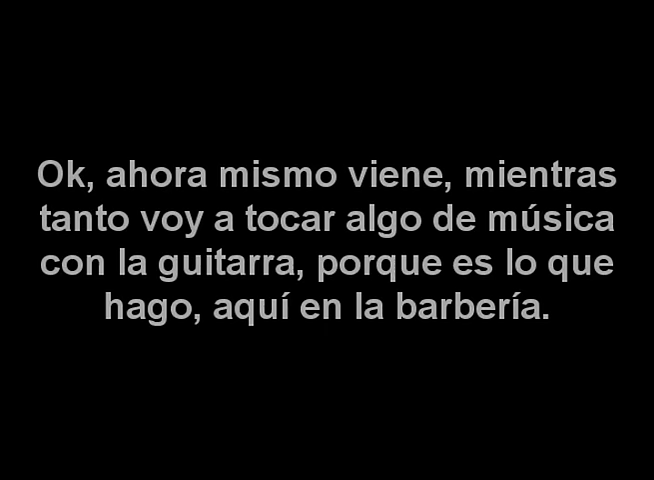 Ok, ahora mismo viene, mientras
tanto voy a tocar algo de música
con la guitarra, porque es lo que
hago, aquí en la barbería.